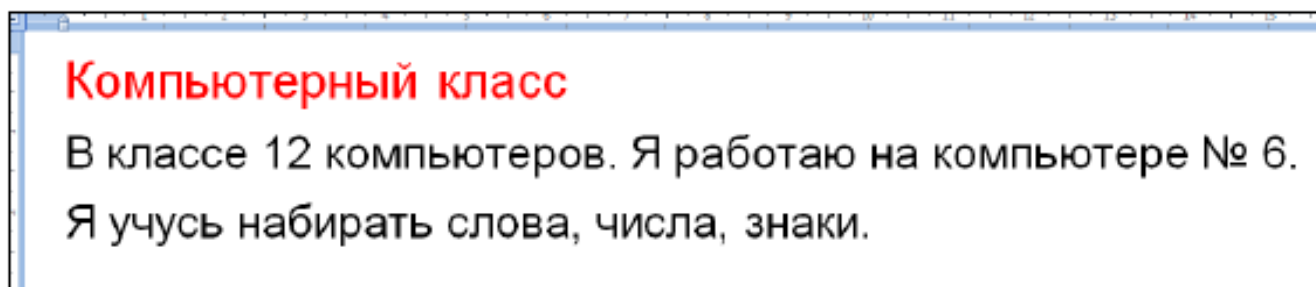 Компьютерный класс
В классе 12 компьютеров. Я работаю на компьютере № 6.
Я учусь набирать слова, числа, знаки.